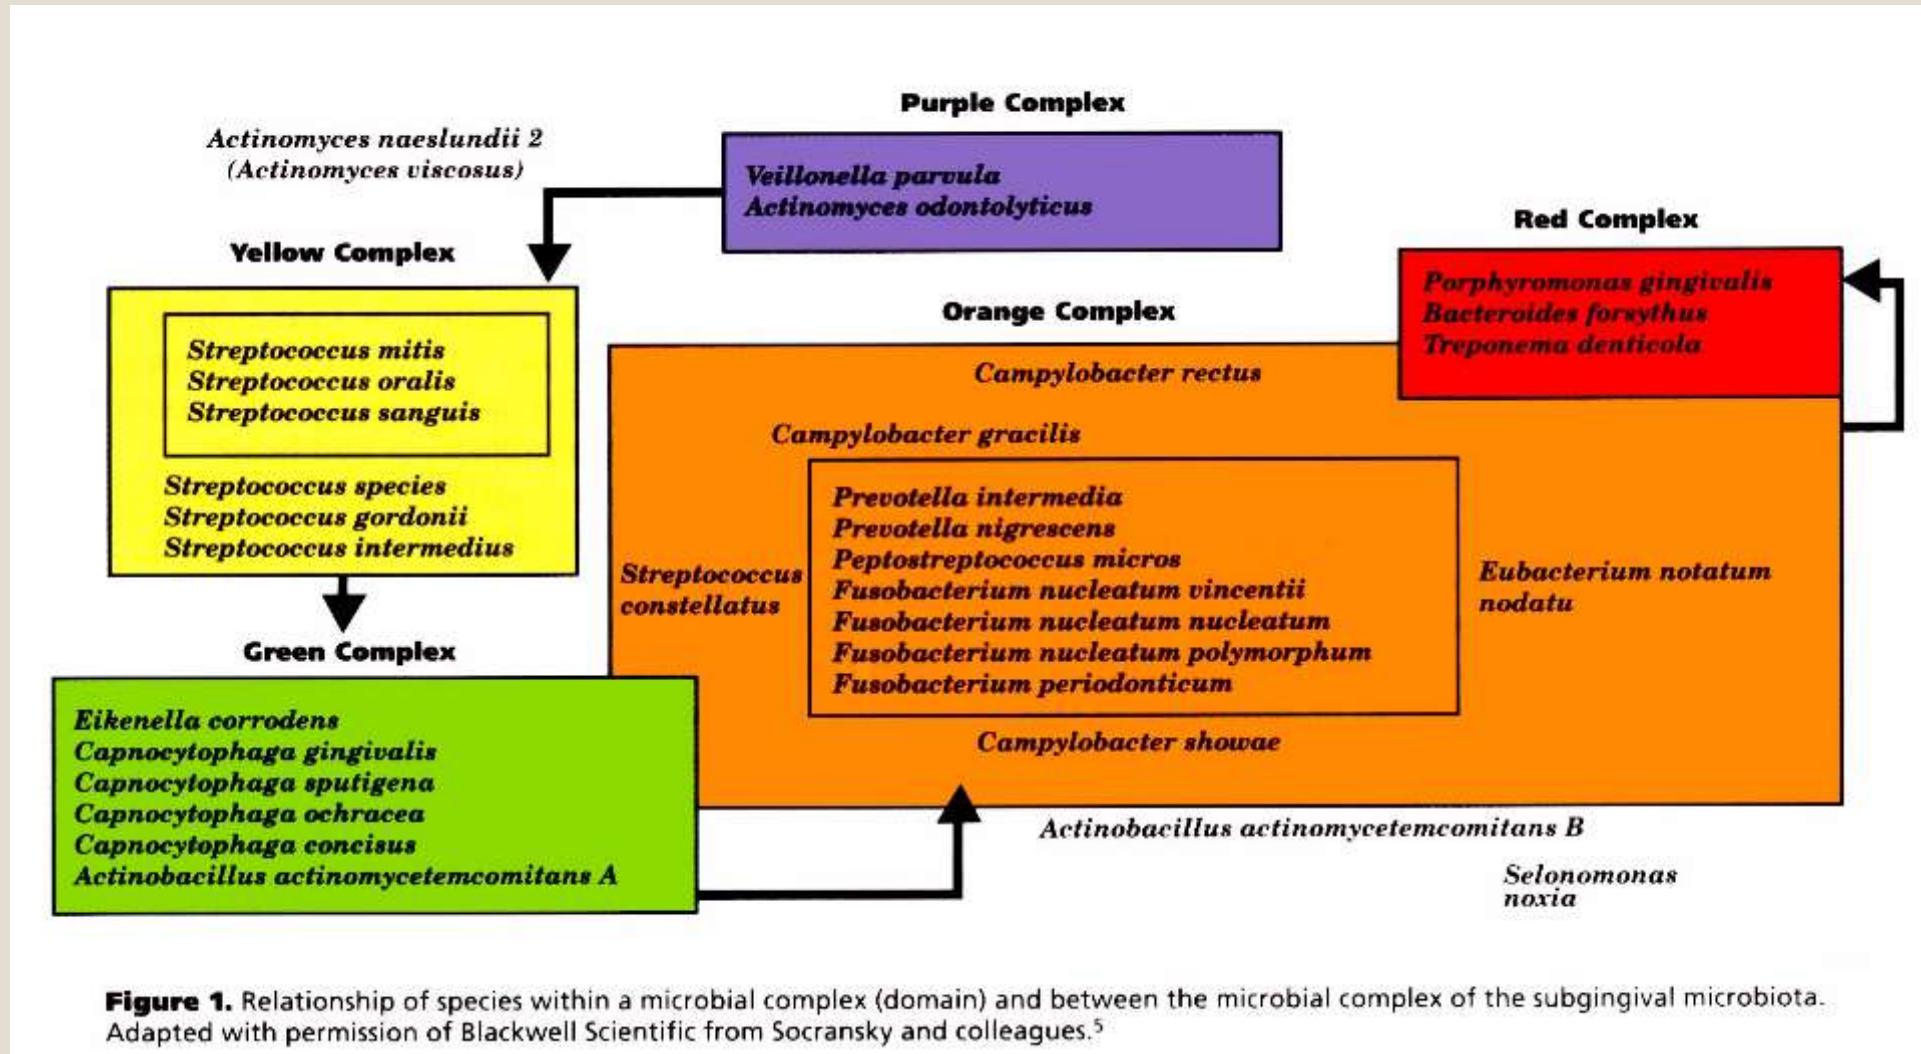 Purple Complex
Actinomyces naeslundii 2
(Actinomyces viscosus)
Veillonella parvula
Actinomyces odontolyticus
Red Complex
Yellow Complex
Porphyromonas gingivalis
Bacteroides forsythus
Treponema denticola
Orange Complex
Streptococcus mitis
Streptococcus oralis
Streptococcus sanguis
Streptococcus species
Streptococcus gordonii
Streptococcus intermedius
Campylobacter rectus
Campylobacter gracilis
Prevotella intermedia
Prevotella nigrescens
Peptostreptococcus micros
Fusobacterium nucleatum vincentii
Fusobacterium nucleatum nucleatum
Fusobacterium nucleatum polymorphum
Fusobacterium periodonticum
Streptococcus
constellatus
Eubacterium notatum
nodatu
Campylobacter showae
Green Complex
Eikenella corrodens
Capnocytophaga gingivalis
Capnocytophaga sputigena
Capnocytophaga ochracea
Capnocytophaga concisus
Actinobacillus actinomycetemcomitans A
Actinobacillus actinomycetemcomitans B
Selonomonas
noxia
Figure 1. Relationship of species within a microbial complex (domain) and between the microbial complex of the subgingival microbiota.
Adapted with permission of Blackwell Scientific from Socransky and colleagues.⁵